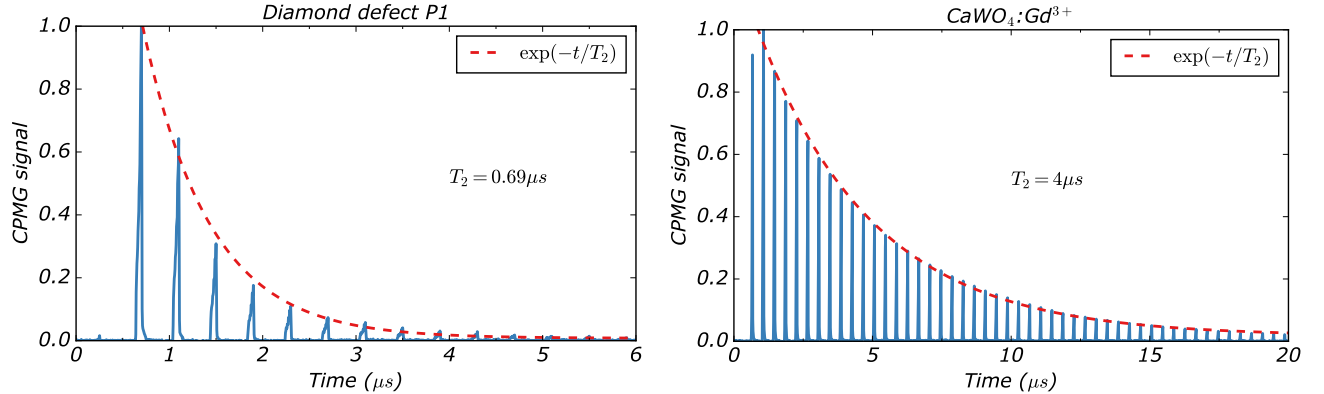 Diamond defect P1
CPMG signal
1.0
0.8
0.6
0.4
0.2
0.0
exp(−t/T₂)
T₂ = 0.69μs
0 1 2 3 4 5 6
Time (μs)
CaWO₄:Gd³⁺
CPMG signal
1.0
0.8
0.6
0.4
0.2
0.0
exp(−t/T₂)
T₂ = 4μs
0 5 10 15 20
Time (μs)